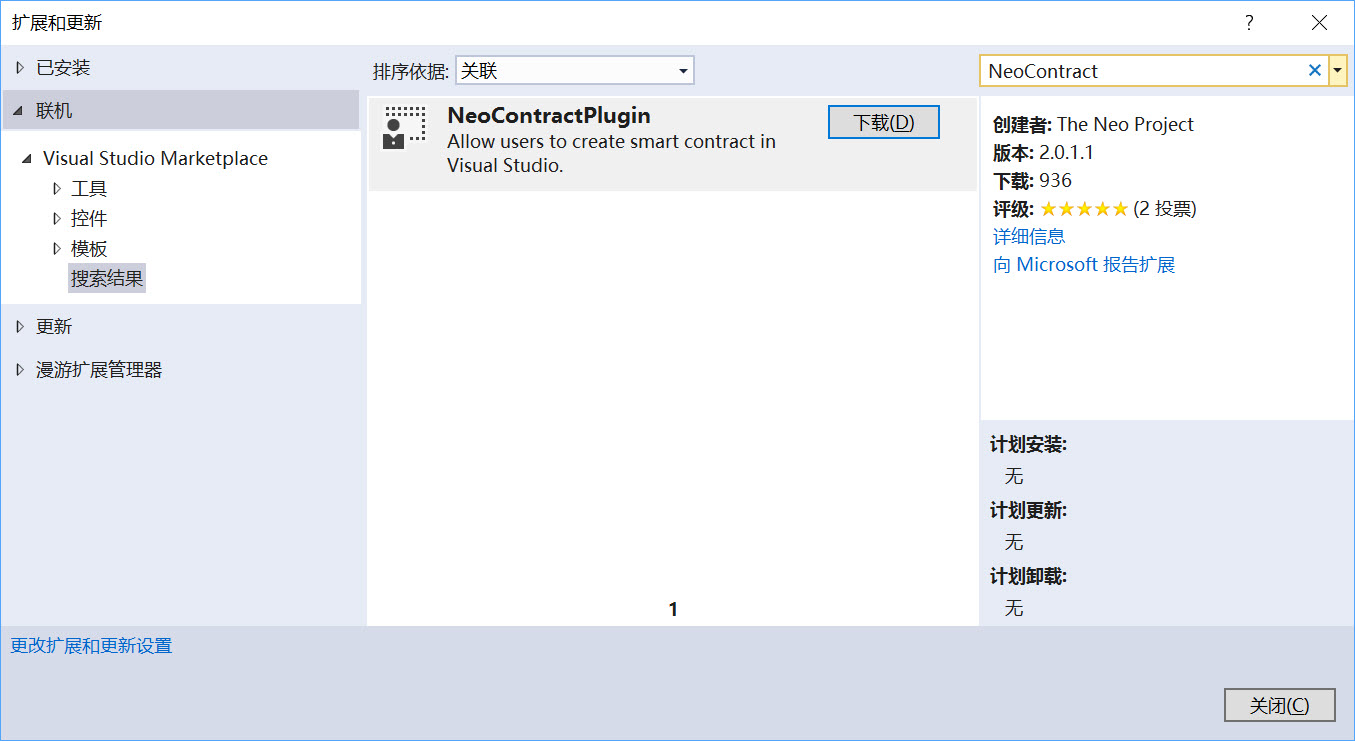 扩展和更新
?
已安装
联机
Visual Studio Marketplace
工具
控件
模板
搜索结果
更新
漫游扩展管理器
排序依据: 关联
NeoContractPlugin
Allow users to create smart contract in
Visual Studio.
下载(D)
1
NeoContract
创建者: The Neo Project
版本: 2.0.1.1
下载: 936
评级: (2 投票)
详细信息
向 Microsoft 报告扩展
计划安装:
无
计划更新:
无
计划卸载:
无
更改扩展和更新设置
关闭(C)